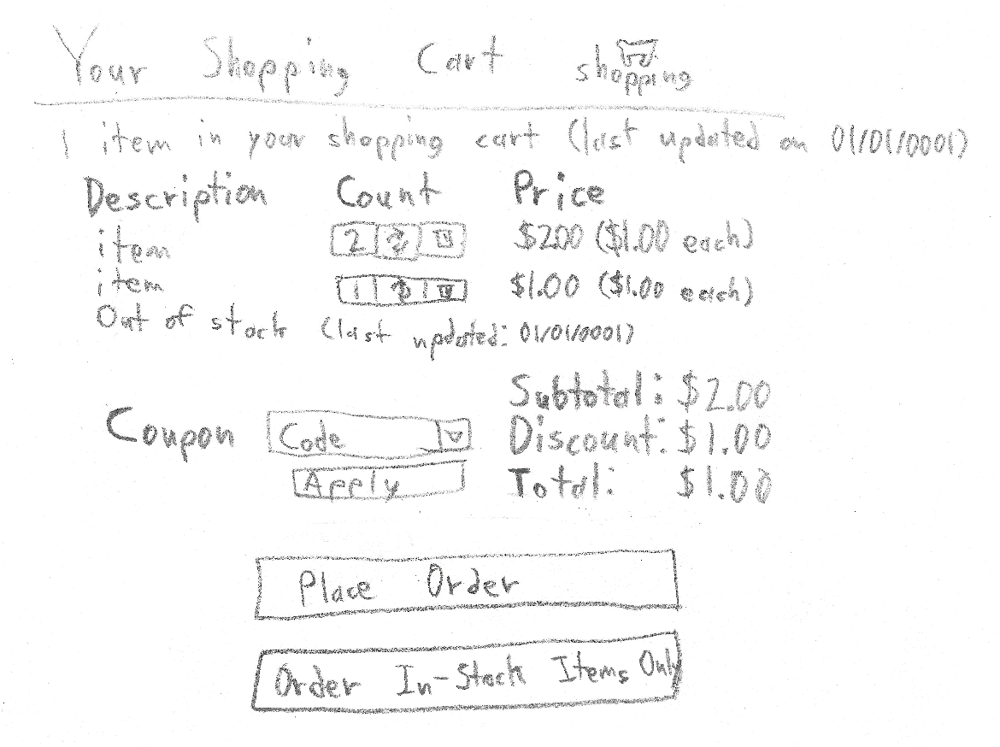 Your Shopping Cart shopping
1 item in your shopping cart (last updated on 01/01/0001)
Description Count Price
item 2 $2.00 ($1.00 each)
item 1 $1.00 ($1.00 each)
Out of stock (last updated: 01/01/0001)
Subtotal: $2.00
Coupon Code Discount: $1.00
Apply Total: $1.00
Place Order
Order In-Stock Items Only